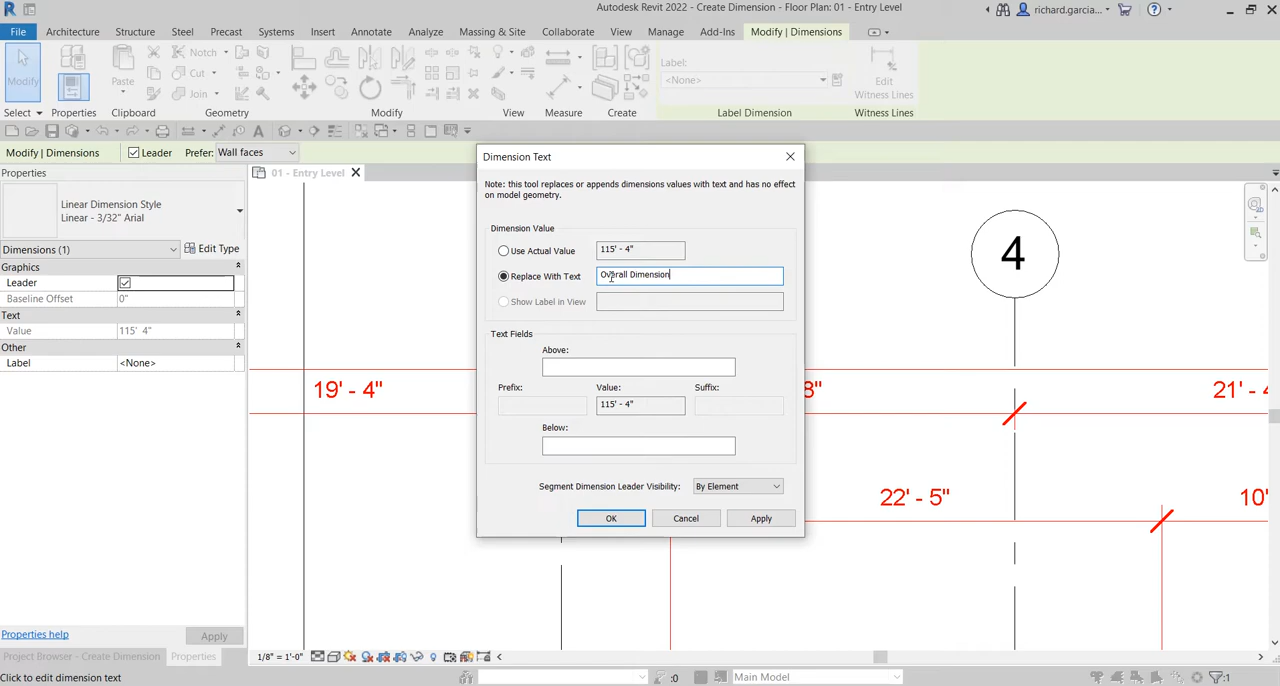 Autodesk Revit 2022 - Create Dimension - Floor Plan: 01 - Entry Level
richard.garcia...
File Architecture Structure Steel Precast Systems Insert Annotate Analyze Massing & Site Collaborate View Manage Add-Ins Modify | Dimensions
Modify
Paste
Notch
Cut
Join
Label:
<None>
Edit
Witness Lines
Select Properties Clipboard Geometry Modify View Measure Create Label Dimension Witness Lines
Modify | Dimensions Leader Prefer: Wall faces
Properties
01 - Entry Level
Linear Dimension Style
Linear - 3/32" Arial
Dimensions (1) Edit Type
Graphics
Leader
Baseline Offset 0"
Text
Value 115' 4"
Other
Label <None>
Properties help Apply
Project Browser - Create Dimension Properties
Dimension Text
Note: this tool replaces or appends dimensions values with text and has no effect
on model geometry.
Dimension Value
Use Actual Value 115' - 4"
Replace With Text Overall Dimension
Show Label in View
Text Fields
Above:
Prefix: Value: Suffix:
115' - 4"
Below:
Segment Dimension Leader Visibility: By Element
OK Cancel Apply
4
19' - 4" 8" 21' - 4
22' - 5" 10'
1/8" = 1'-0"
Click to edit dimension text
:0
Main Model
:1